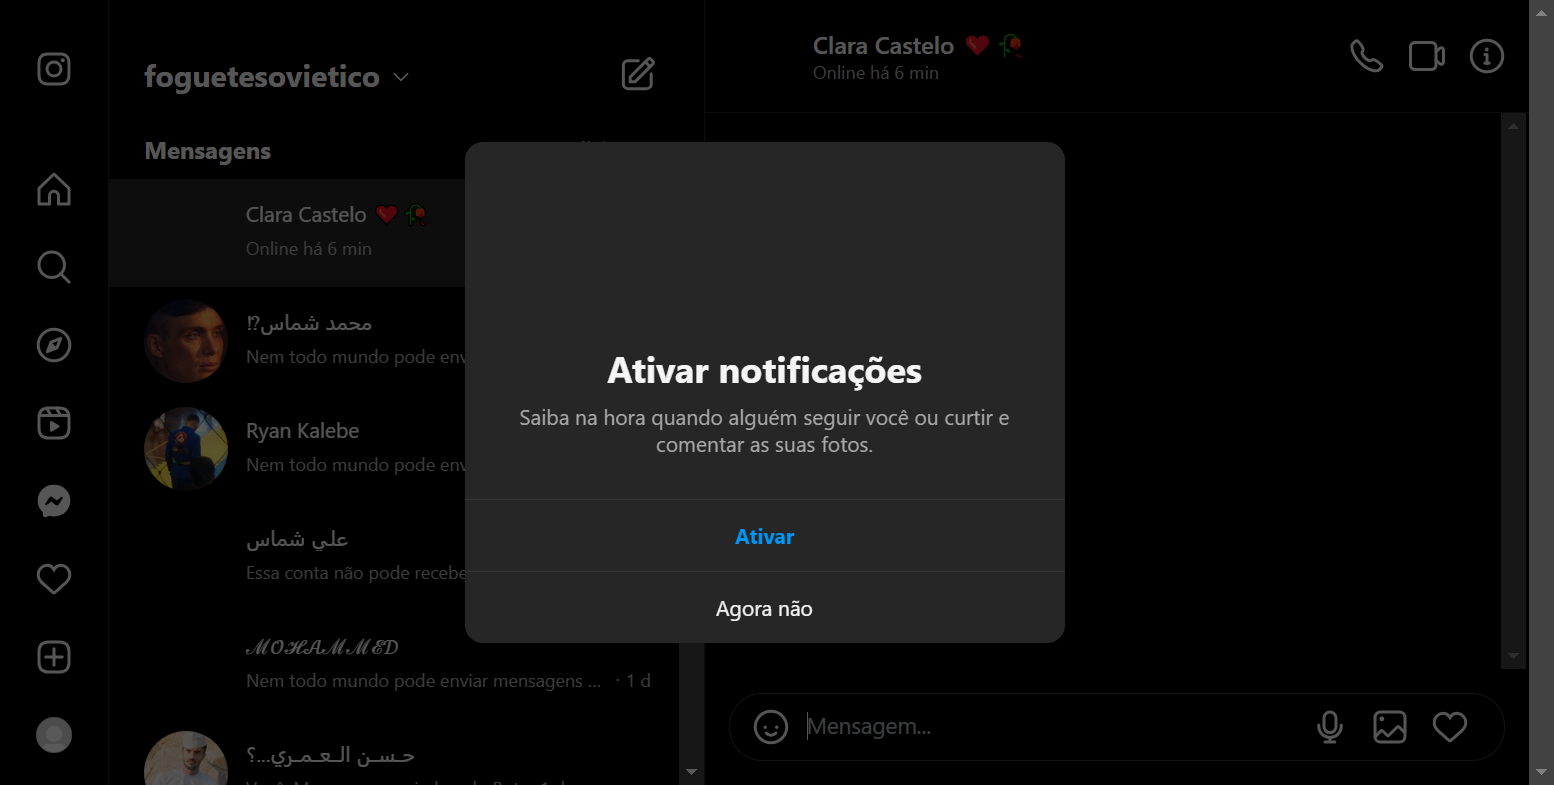 foguetesovietico
Mensagens
Clara Castelo ❤️🥀
Online há 6 min
محمد شماس⁉
Nem todo mundo pode env
Ryan Kalebe
Nem todo mundo pode env
علي شماس
Essa conta não pode recebe
𝓜𝓞𝓗𝓐𝓜𝓜𝓔𝓓
Nem todo mundo pode enviar mensagens ... · 1 d
حـسـن الـعـمـري...؟
Clara Castelo ❤️🥀
Online há 6 min
Ativar notificações
Saiba na hora quando alguém seguir você ou curtir e
comentar as suas fotos.
Ativar
Agora não
Mensagem...